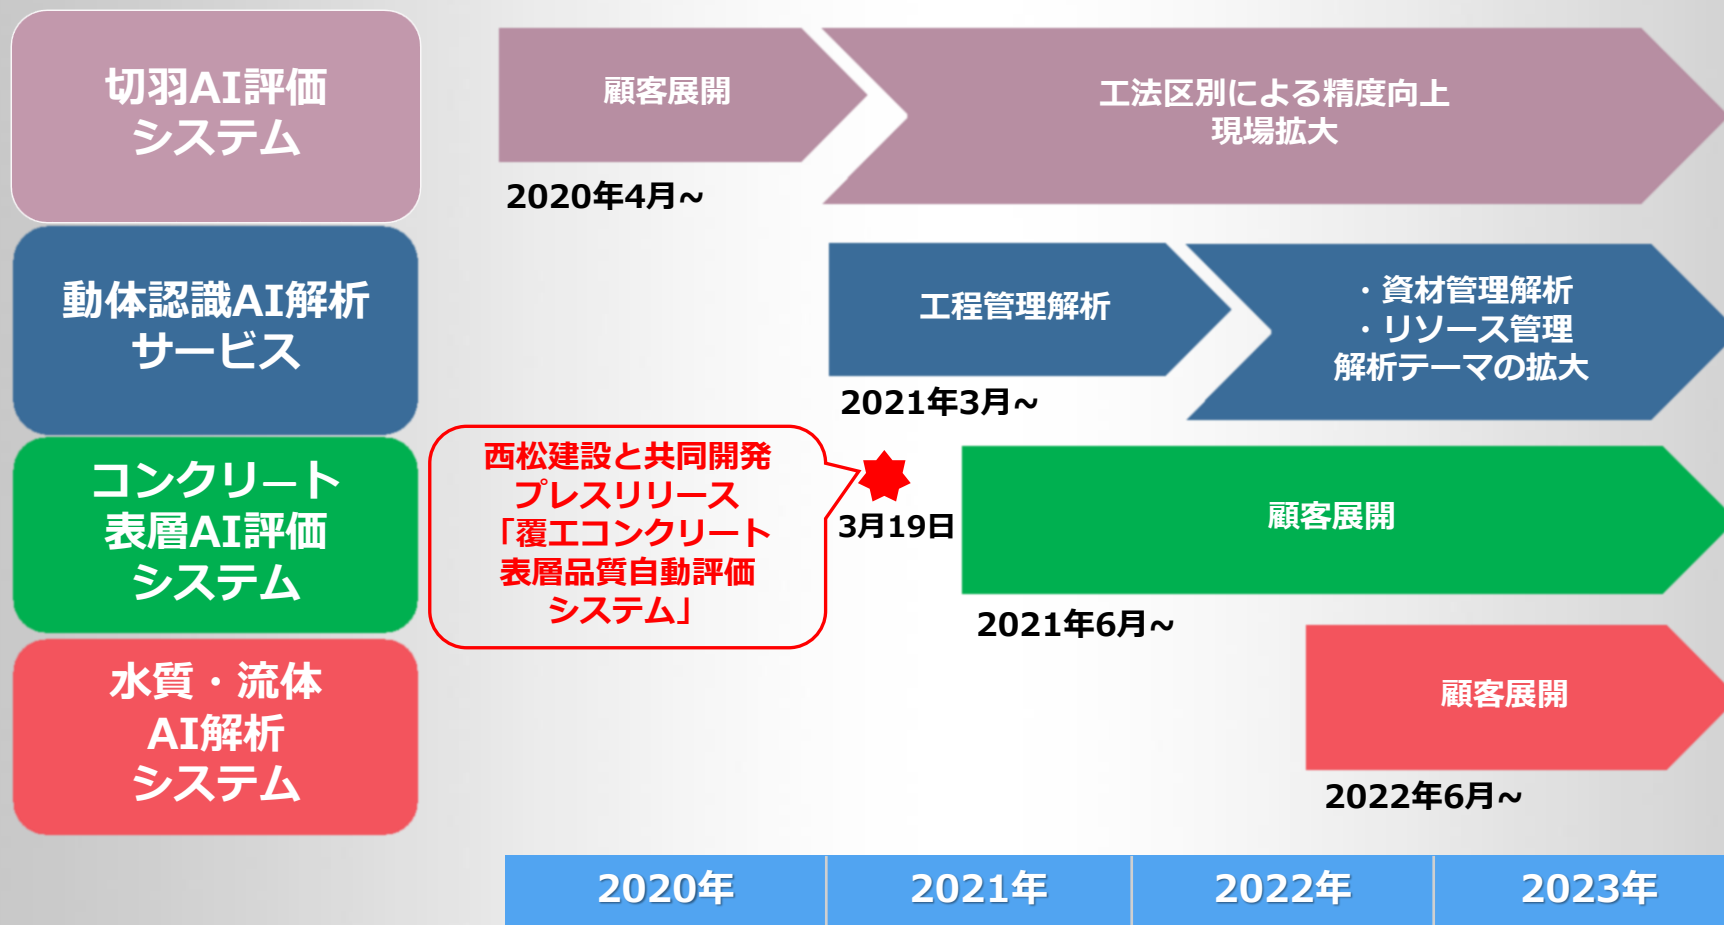 切羽AI評価
システム
顧客展開
2020年4月~
工法区別による精度向上
現場拡大
動体認識AI解析
サービス
工程管理解析
2021年3月~
・資材管理解析
・リソース管理
解析テーマの拡大
コンクリート
表層AI評価
システム
西松建設と共同開発
プレスリリース
「覆工コンクリート
表層品質自動評価
システム」
3月19日
顧客展開
2021年6月~
水質・流体
AI解析
システム
顧客展開
2022年6月~
2020年
2021年
2022年
2023年